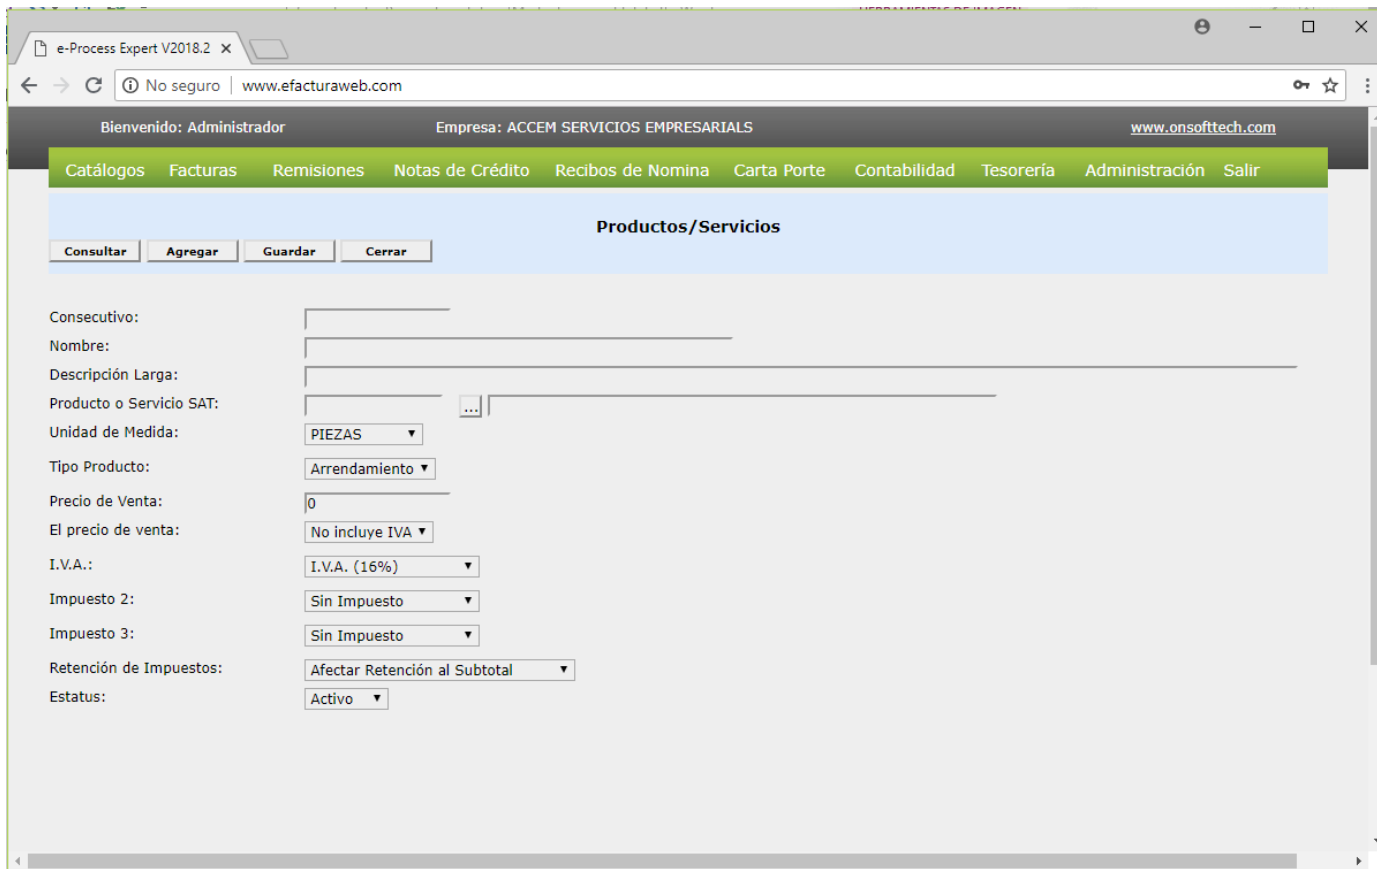 e-Process Expert V2018.2
No seguro www.efacturaweb.com
Bienvenido: Administrador Empresa: ACCEM SERVICIOS EMPRESARIALS www.onsofttech.com
Catálogos Facturas Remisiones Notas de Crédito Recibos de Nomina Carta Porte Contabilidad Tesorería Administración Salir
Productos/Servicios
Consultar Agregar Guardar Cerrar
Consecutivo:
Nombre:
Descripción Larga:
Producto o Servicio SAT: ...
Unidad de Medida: PIEZAS
Tipo Producto: Arrendamiento
Precio de Venta: 0
El precio de venta: No incluye IVA
I.V.A.: I.V.A. (16%)
Impuesto 2: Sin Impuesto
Impuesto 3: Sin Impuesto
Retención de Impuestos: Afectar Retención al Subtotal
Estatus: Activo